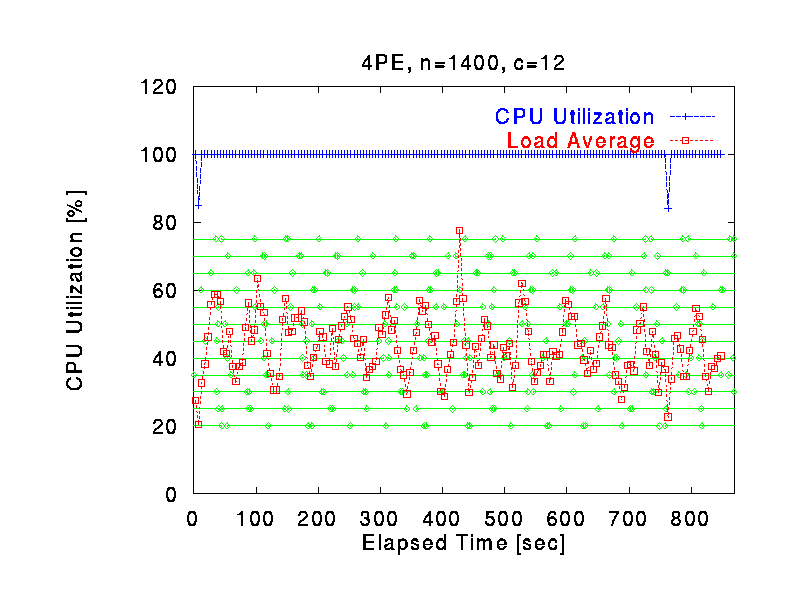 4PE, n=1400, c=12
120
CPU Utilization
Load Average
100
80
60
40
20
0
CPU Utilization [%]
0 100 200 300 400 500 600 700 800
Elapsed Time [sec]